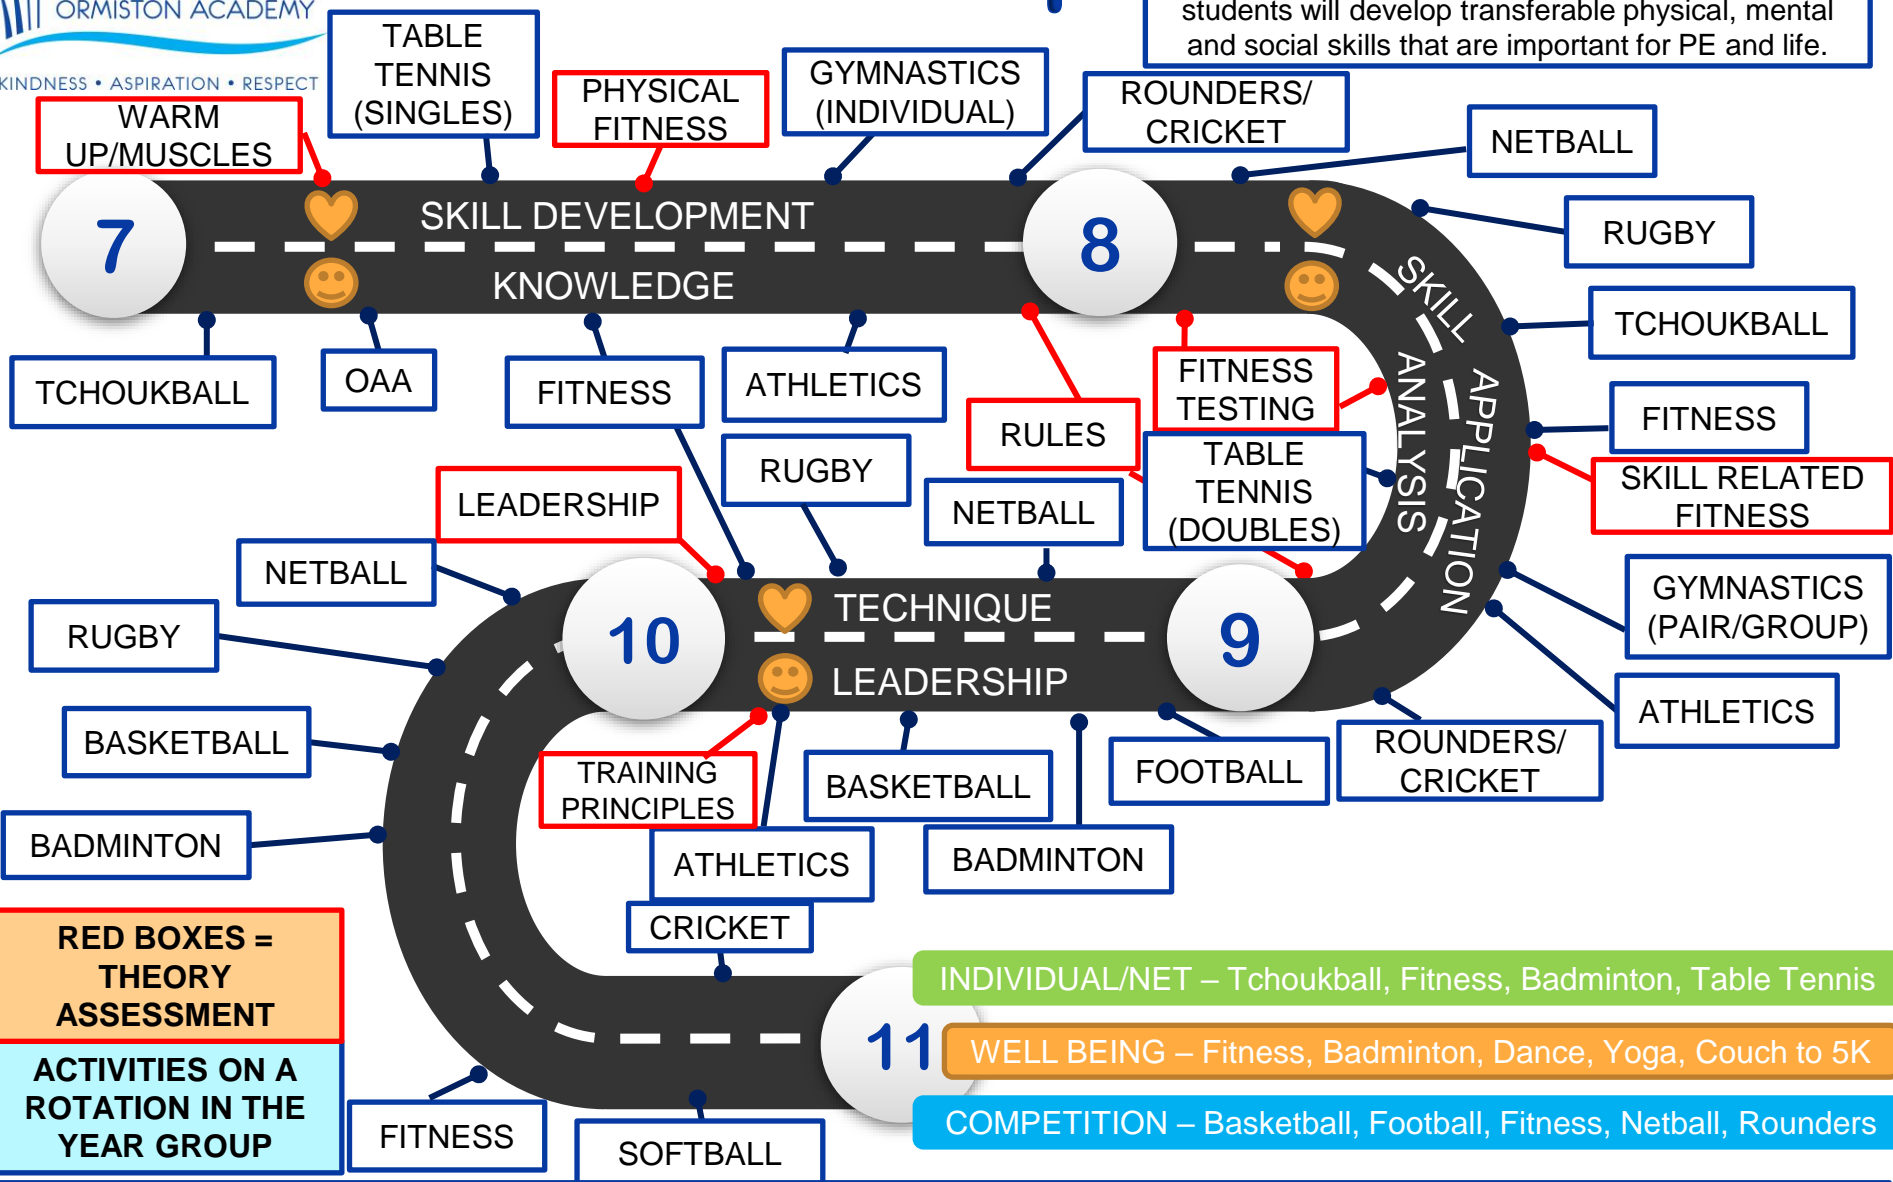 ORMISTON ACADEMY
KINDNESS • ASPIRATION • RESPECT
students will develop transferable physical, mental
and social skills that are important for PE and life.
WARM
UP/MUSCLES
TABLE
TENNIS
(SINGLES)
PHYSICAL
FITNESS
GYMNASTICS
(INDIVIDUAL)
ROUNDERS/
CRICKET
NETBALL
RUGBY
7
SKILL DEVELOPMENT
KNOWLEDGE
8
SKILL APPLICATION
ANALYSIS
TCHOUKBALL
OAA
FITNESS
ATHLETICS
RULES
FITNESS
TESTING
TABLE
TENNIS
(DOUBLES)
TCHOUKBALL
FITNESS
SKILL RELATED
FITNESS
GYMNASTICS
(PAIR/GROUP)
ATHLETICS
ROUNDERS/
CRICKET
LEADERSHIP
RUGBY
NETBALL
9
TECHNIQUE
LEADERSHIP
10
FOOTBALL
BADMINTON
BASKETBALL
ATHLETICS
TRAINING
PRINCIPLES
NETBALL
RUGBY
BASKETBALL
BADMINTON
CRICKET
FITNESS
SOFTBALL
11
RED BOXES =
THEORY
ASSESSMENT
ACTIVITIES ON A
ROTATION IN THE
YEAR GROUP
INDIVIDUAL/NET – Tchoukball, Fitness, Badminton, Table Tennis
WELL BEING – Fitness, Badminton, Dance, Yoga, Couch to 5K
COMPETITION – Basketball, Football, Fitness, Netball, Rounders